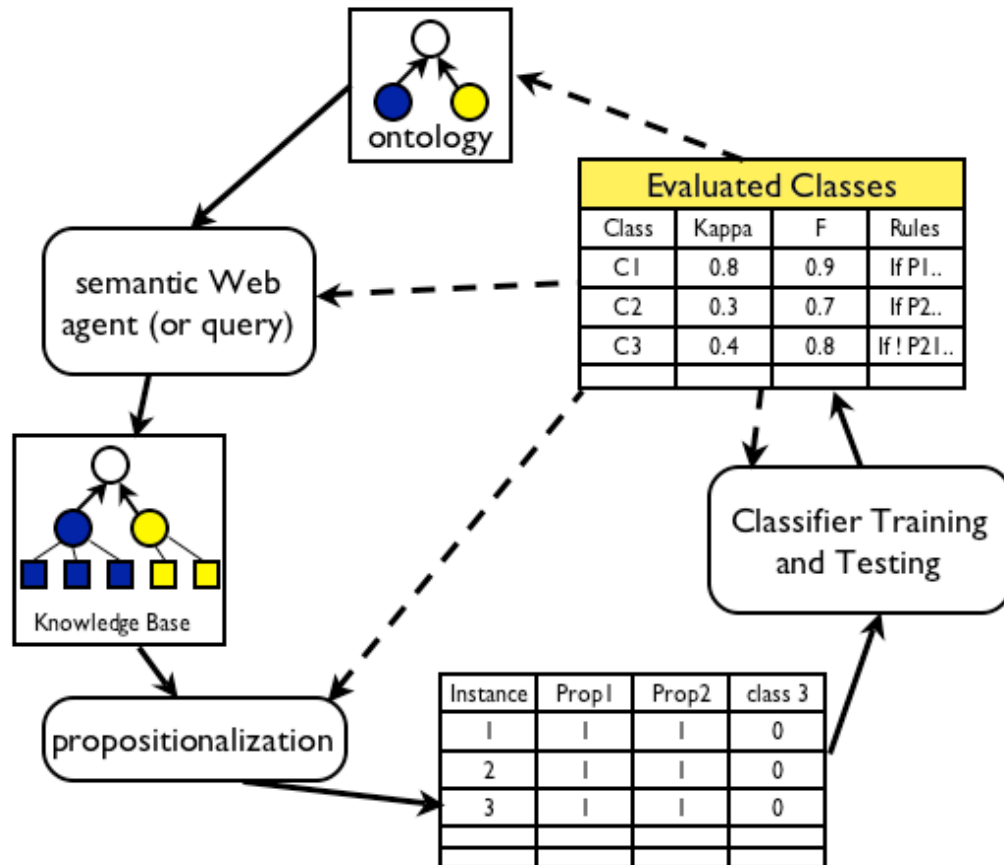 ontology
Evaluated Classes
Class Kappa F Rules
C1 0.8 0.9 If P1..
C2 0.3 0.7 If P2..
C3 0.4 0.8 If ! P21..
semantic Web
agent (or query)
Knowledge Base
Classifier Training
and Testing
propositionalization
Instance Prop1 Prop2 class 3
1 1 1 0
2 1 1 0
3 1 1 0